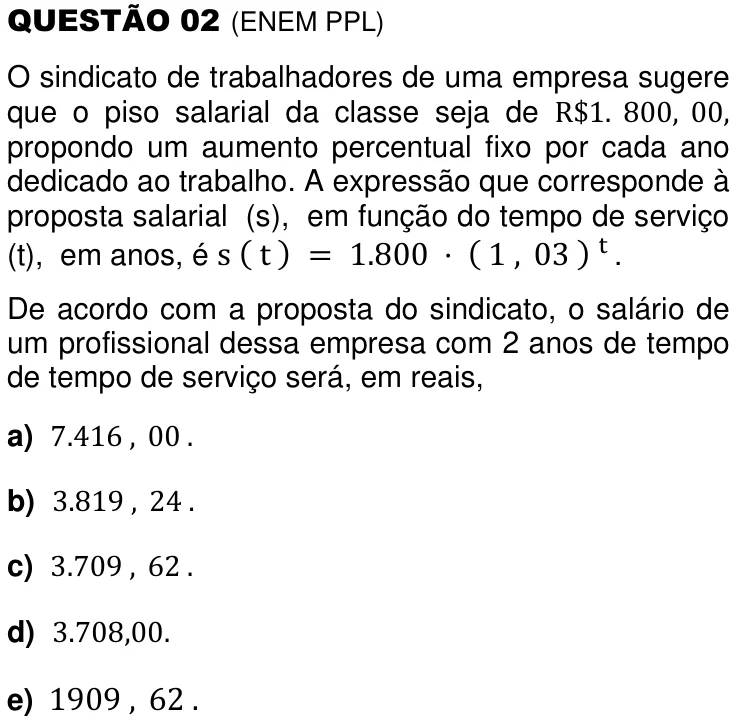 QUESTÃO 02 (ENEM PPL)
O sindicato de trabalhadores de uma empresa sugere
que o piso salarial da classe seja de R$1. 800, 00,
propondo um aumento percentual fixo por cada ano
dedicado ao trabalho. A expressão que corresponde à
proposta salarial (s), em função do tempo de serviço
(t), em anos, é s ( t ) = 1.800 · ( 1 , 03 ) ᵗ .
De acordo com a proposta do sindicato, o salário de
um profissional dessa empresa com 2 anos de tempo
de tempo de serviço será, em reais,
a) 7.416 , 00 .
b) 3.819 , 24 .
c) 3.709 , 62 .
d) 3.708,00.
e) 1909 , 62 .